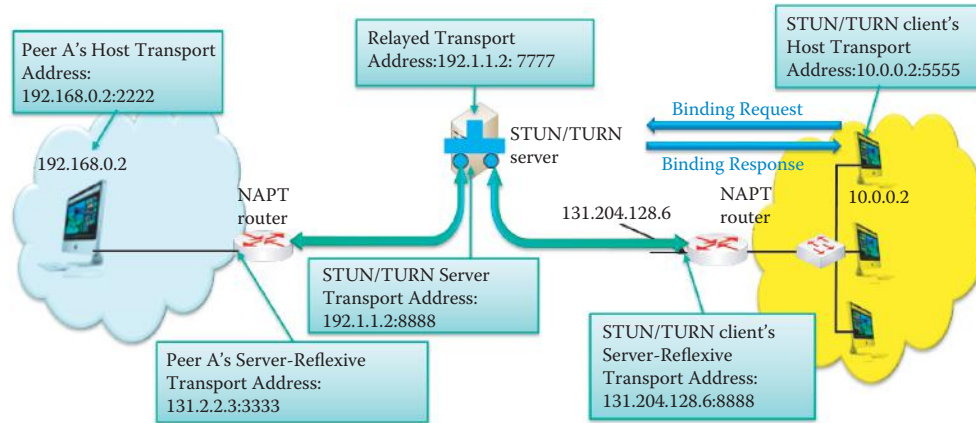 Peer A's Host Transport
Address:
192.168.0.2:2222
Relayed Transport
Address:192.1.1.2: 7777
STUN/TURN client's
Host Transport
Address:10.0.0.2:5555
Binding Request
Binding Response
STUN/TURN
server
192.168.0.2
NAPT
router
131.204.128.6
NAPT
router
10.0.0.2
STUN/TURN Server
Transport Address:
192.1.1.2:8888
Peer A's Server-Reflexive
Transport Address:
131.2.2.3:3333
STUN/TURN client's
Server-Reflexive
Transport Address:
131.204.128.6:8888